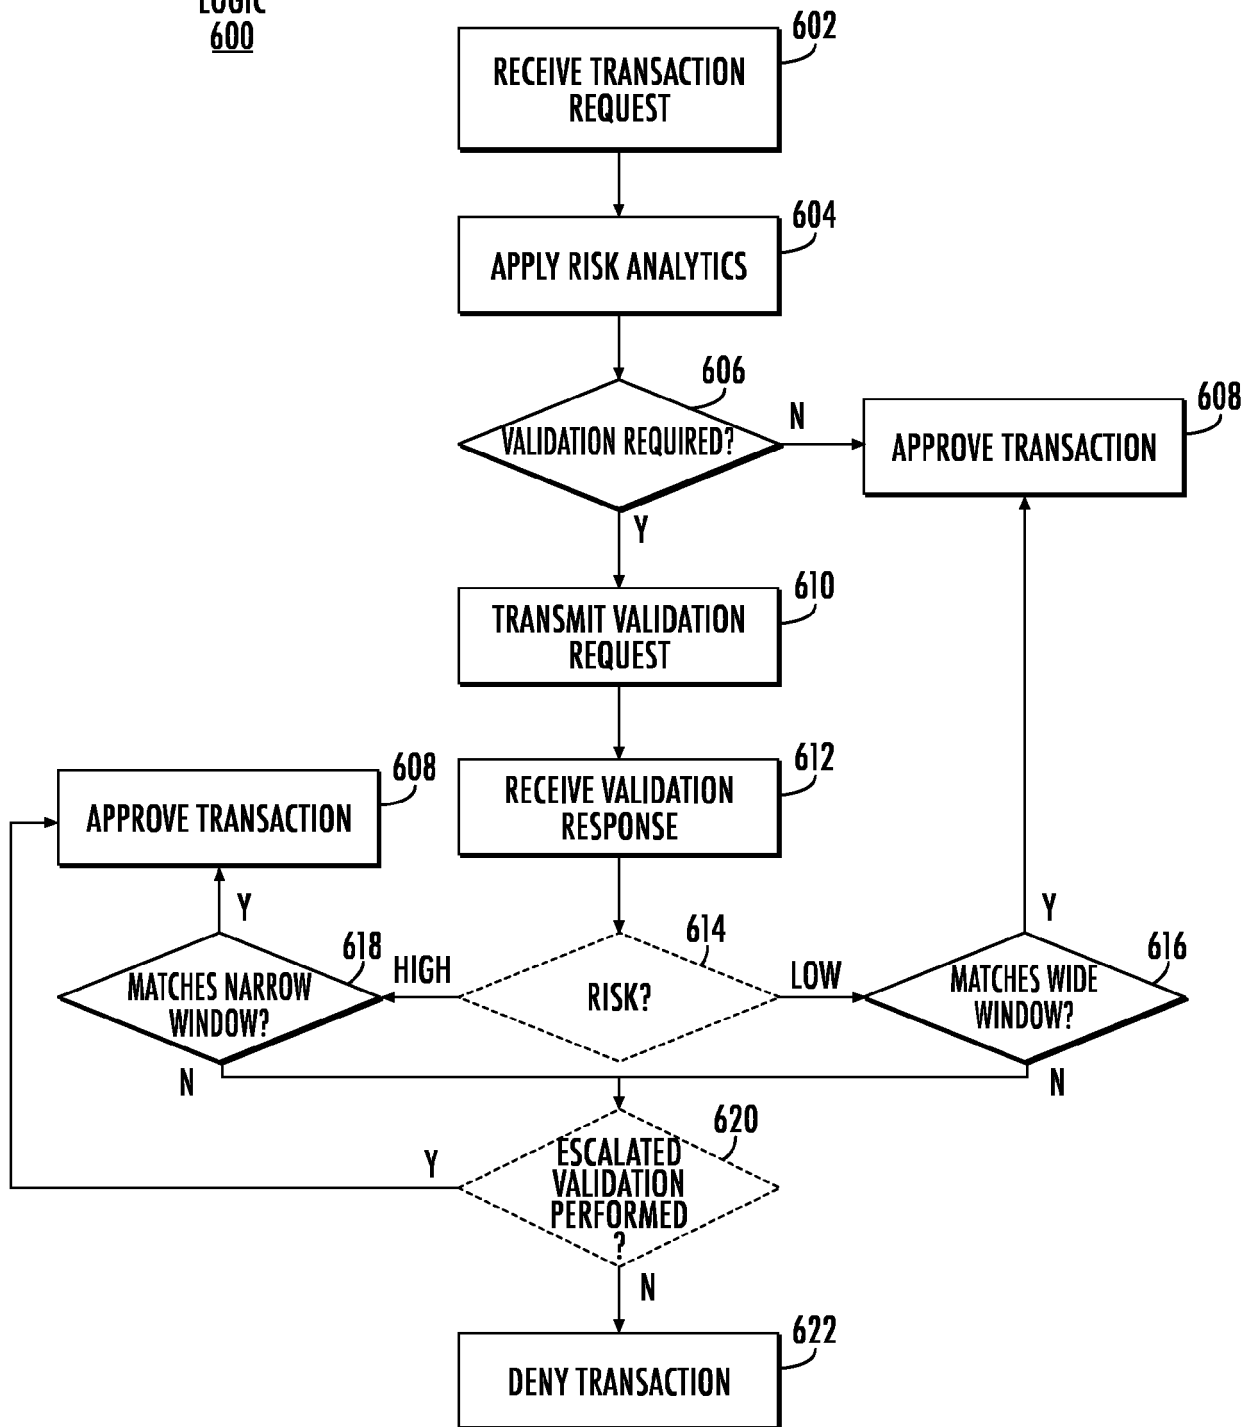 LOGIC
600
602
RECEIVE TRANSACTION
REQUEST
604
APPLY RISK ANALYTICS
606
VALIDATION REQUIRED?
N
608
APPROVE TRANSACTION
Y
610
TRANSMIT VALIDATION
REQUEST
612
RECEIVE VALIDATION
RESPONSE
608
APPROVE TRANSACTION
Y
618
MATCHES NARROW
WINDOW?
HIGH
614
RISK?
LOW
Y
616
MATCHES WIDE
WINDOW?
N
N
620
ESCALATED
VALIDATION
PERFORMED
?
Y
N
622
DENY TRANSACTION